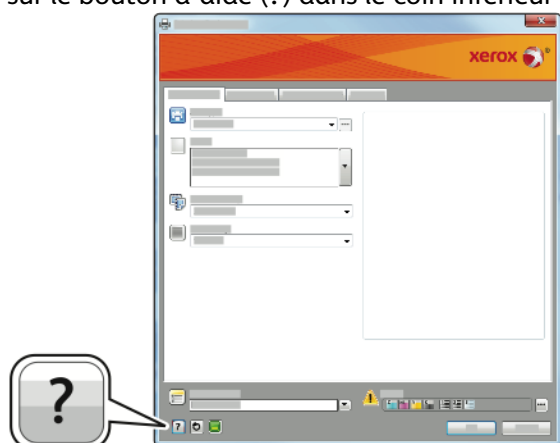 sur le bouton d'aide (?) dans le coin inférieur
xerox
?
?